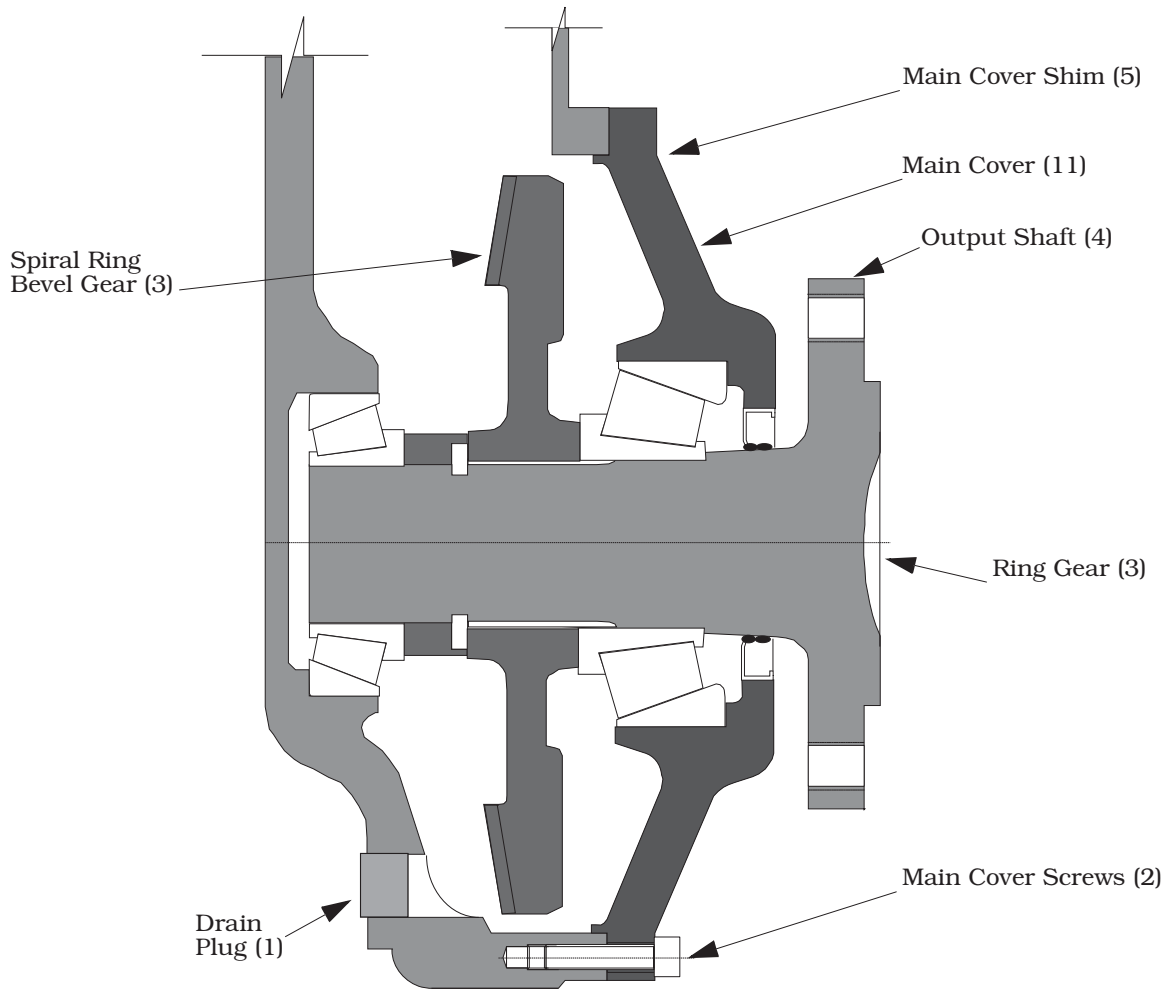 Main Cover Shim (5)
Main Cover (11)
Output Shaft (4)
Spiral Ring
Bevel Gear (3)
Ring Gear (3)
Main Cover Screws (2)
Drain
Plug (1)